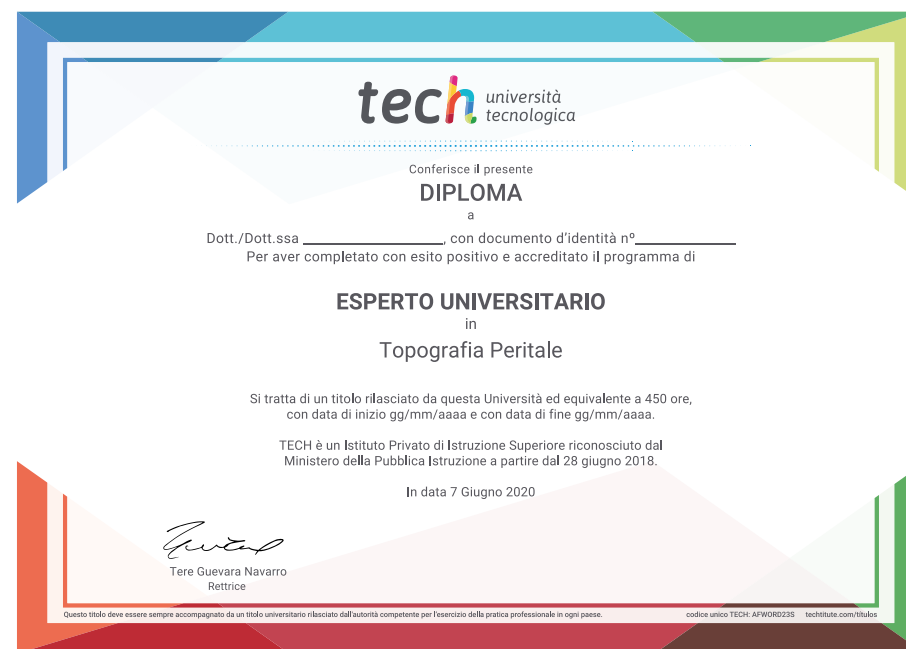 tech università
tecnologica
Conferisce il presente
DIPLOMA
a
Dott./Dott.ssa ____________________, con documento d'identità nº______________
Per aver completato con esito positivo e accreditato il programma di
ESPERTO UNIVERSITARIO
in
Topografia Peritale
Si tratta di un titolo rilasciato da questa Università ed equivalente a 450 ore,
con data di inizio gg/mm/aaaa e con data di fine gg/mm/aaaa.
TECH è un Istituto Privato di Istruzione Superiore riconosciuto dal
Ministero della Pubblica Istruzione a partire dal 28 giugno 2018.
In data 7 Giugno 2020
Tere Guevara Navarro
Rettrice
Questo titolo deve essere sempre accompagnato da un titolo universitario rilasciato dall'autorità competente per l'esercizio della pratica professionale in ogni paese. codice unico TECH: AFWORD23S techtitute.com/titulos